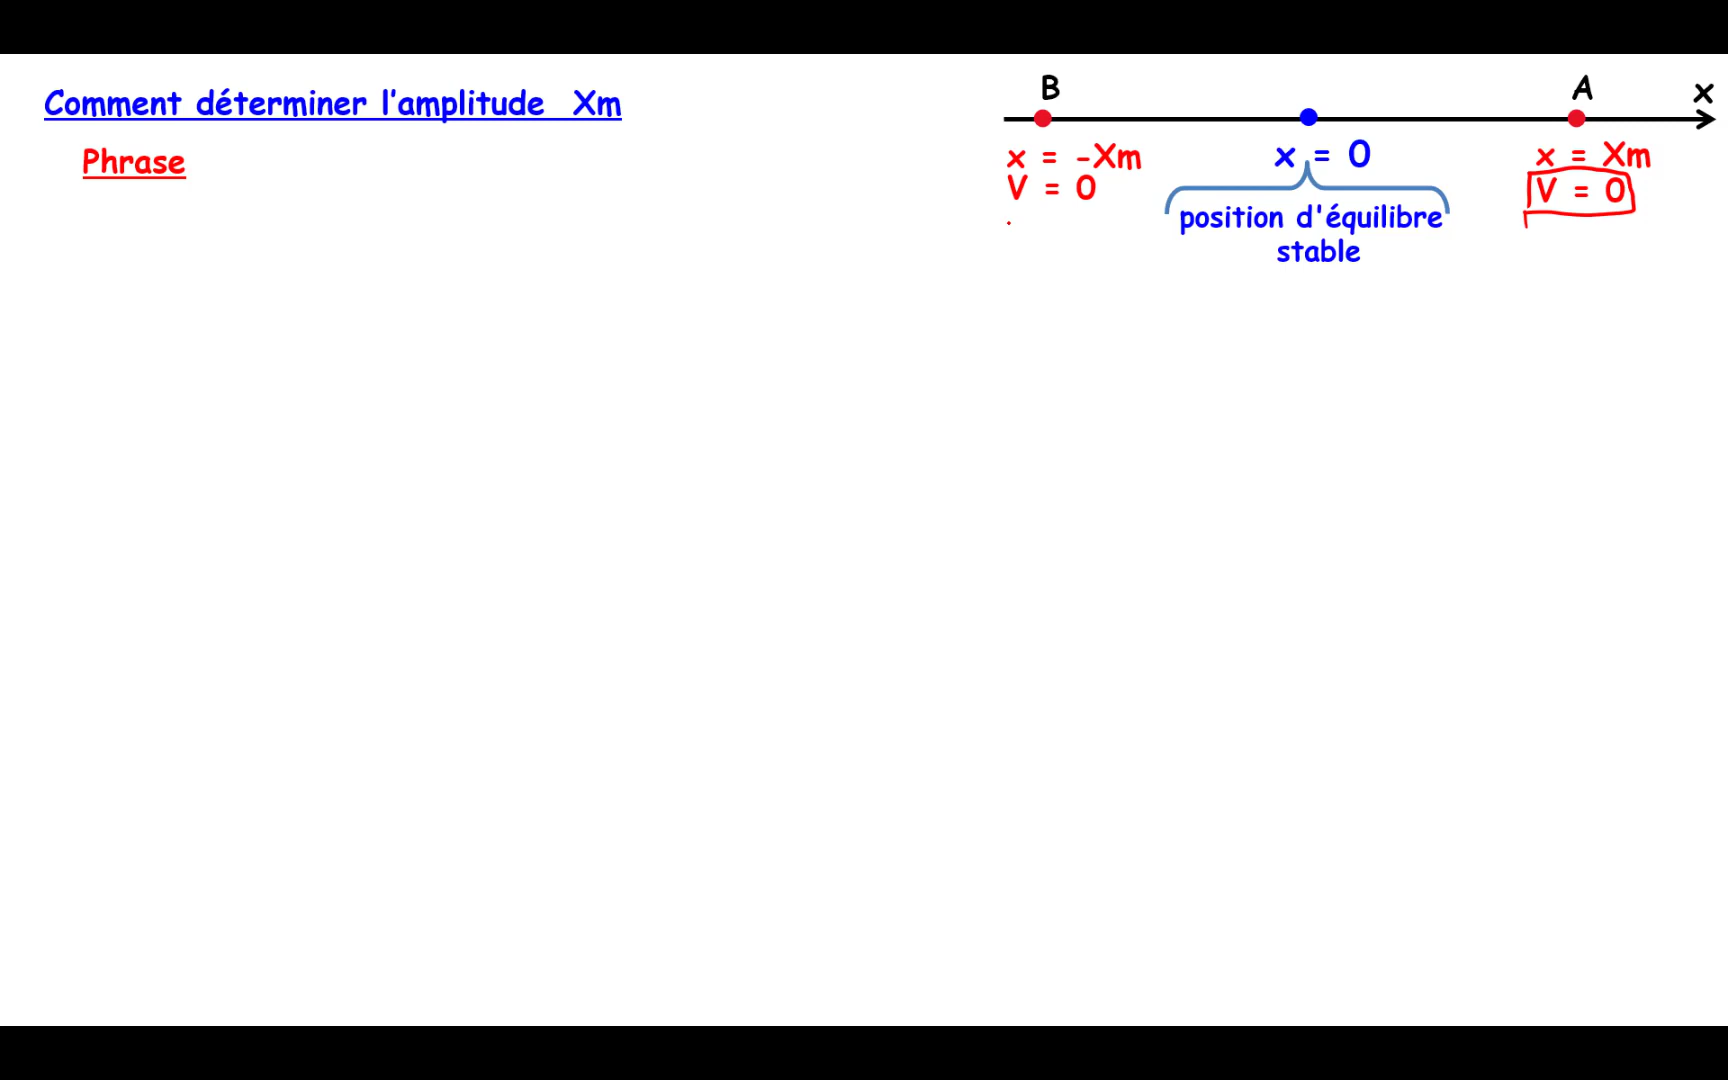 Comment déterminer l'amplitude Xm
Phrase
B
A
x
x = -Xm
V = 0
x = 0
position d'équilibre
stable
x = Xm
V = 0